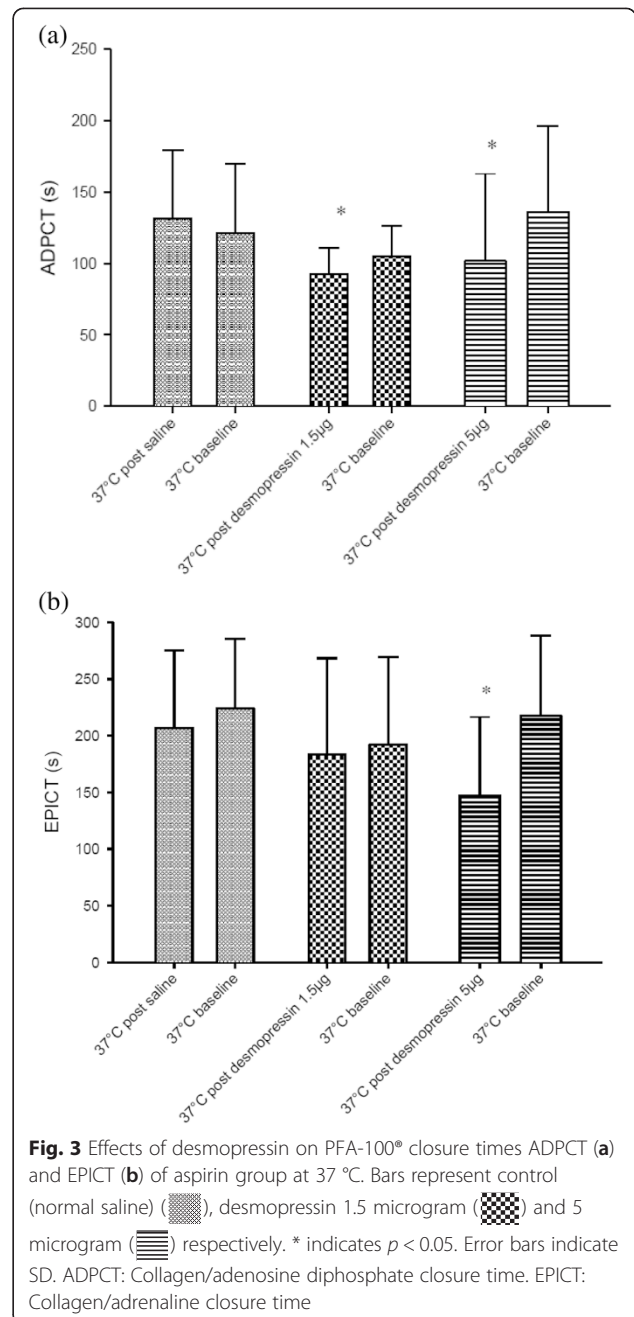 (a)
250
200
150
100
50
0
ADPCT (s)
*
*
37°C post saline
37°C baseline
37°C post desmopressin 1.5µg
37°C baseline
37°C post desmopressin 5µg
37°C baseline
(b)
300
250
200
150
100
50
0
EPICT (s)
*
37°C post saline
37°C baseline
37°C post desmopressin 1.5µg
37°C baseline
37°C post desmopressin 5µg
37°C baseline
Fig. 3 Effects of desmopressin on PFA-100® closure times ADPCT (a)
and EPICT (b) of aspirin group at 37 °C. Bars represent control
(normal saline) ( ), desmopressin 1.5 microgram ( ) and 5
microgram ( ) respectively. * indicates p < 0.05. Error bars indicate
SD. ADPCT: Collagen/adenosine diphosphate closure time. EPICT:
Collagen/adrenaline closure time